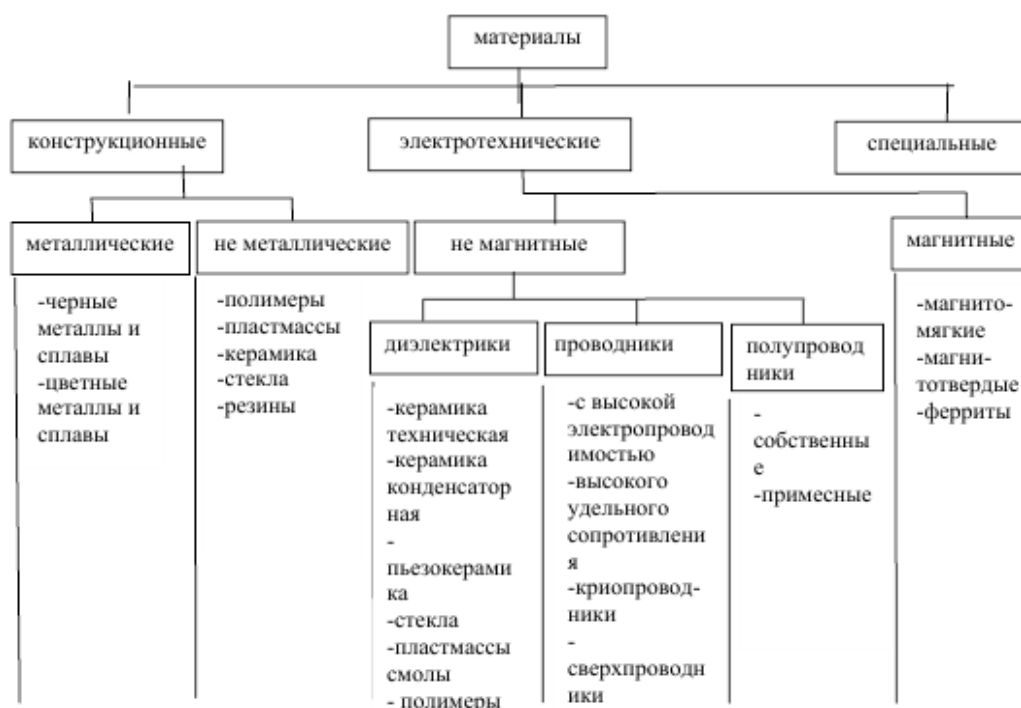 материалы
конструкционные
электротехнические
специальные
металлические
не металлические
не магнитные
магнитные
-черные
металлы и
сплавы
-цветные
металлы и
сплавы
-полимеры
-пластмассы
-керамика
-стекла
-резины
диэлектрики
проводники
полупровод
ники
-керамика
техническая
-керамика
конденсатор
ная
-
пьезокерами
ка
-стекла
-пластмассы
смолы
- полимеры
-с высокой
электропровод
имостью
-высокого
удельного
сопротивлени
я
-криопровод-
ники
-
сверхпроводн
ики
-
собственны
е
-примесные
-магнито-
мягкие
-магни-
тотвердые
-ферриты